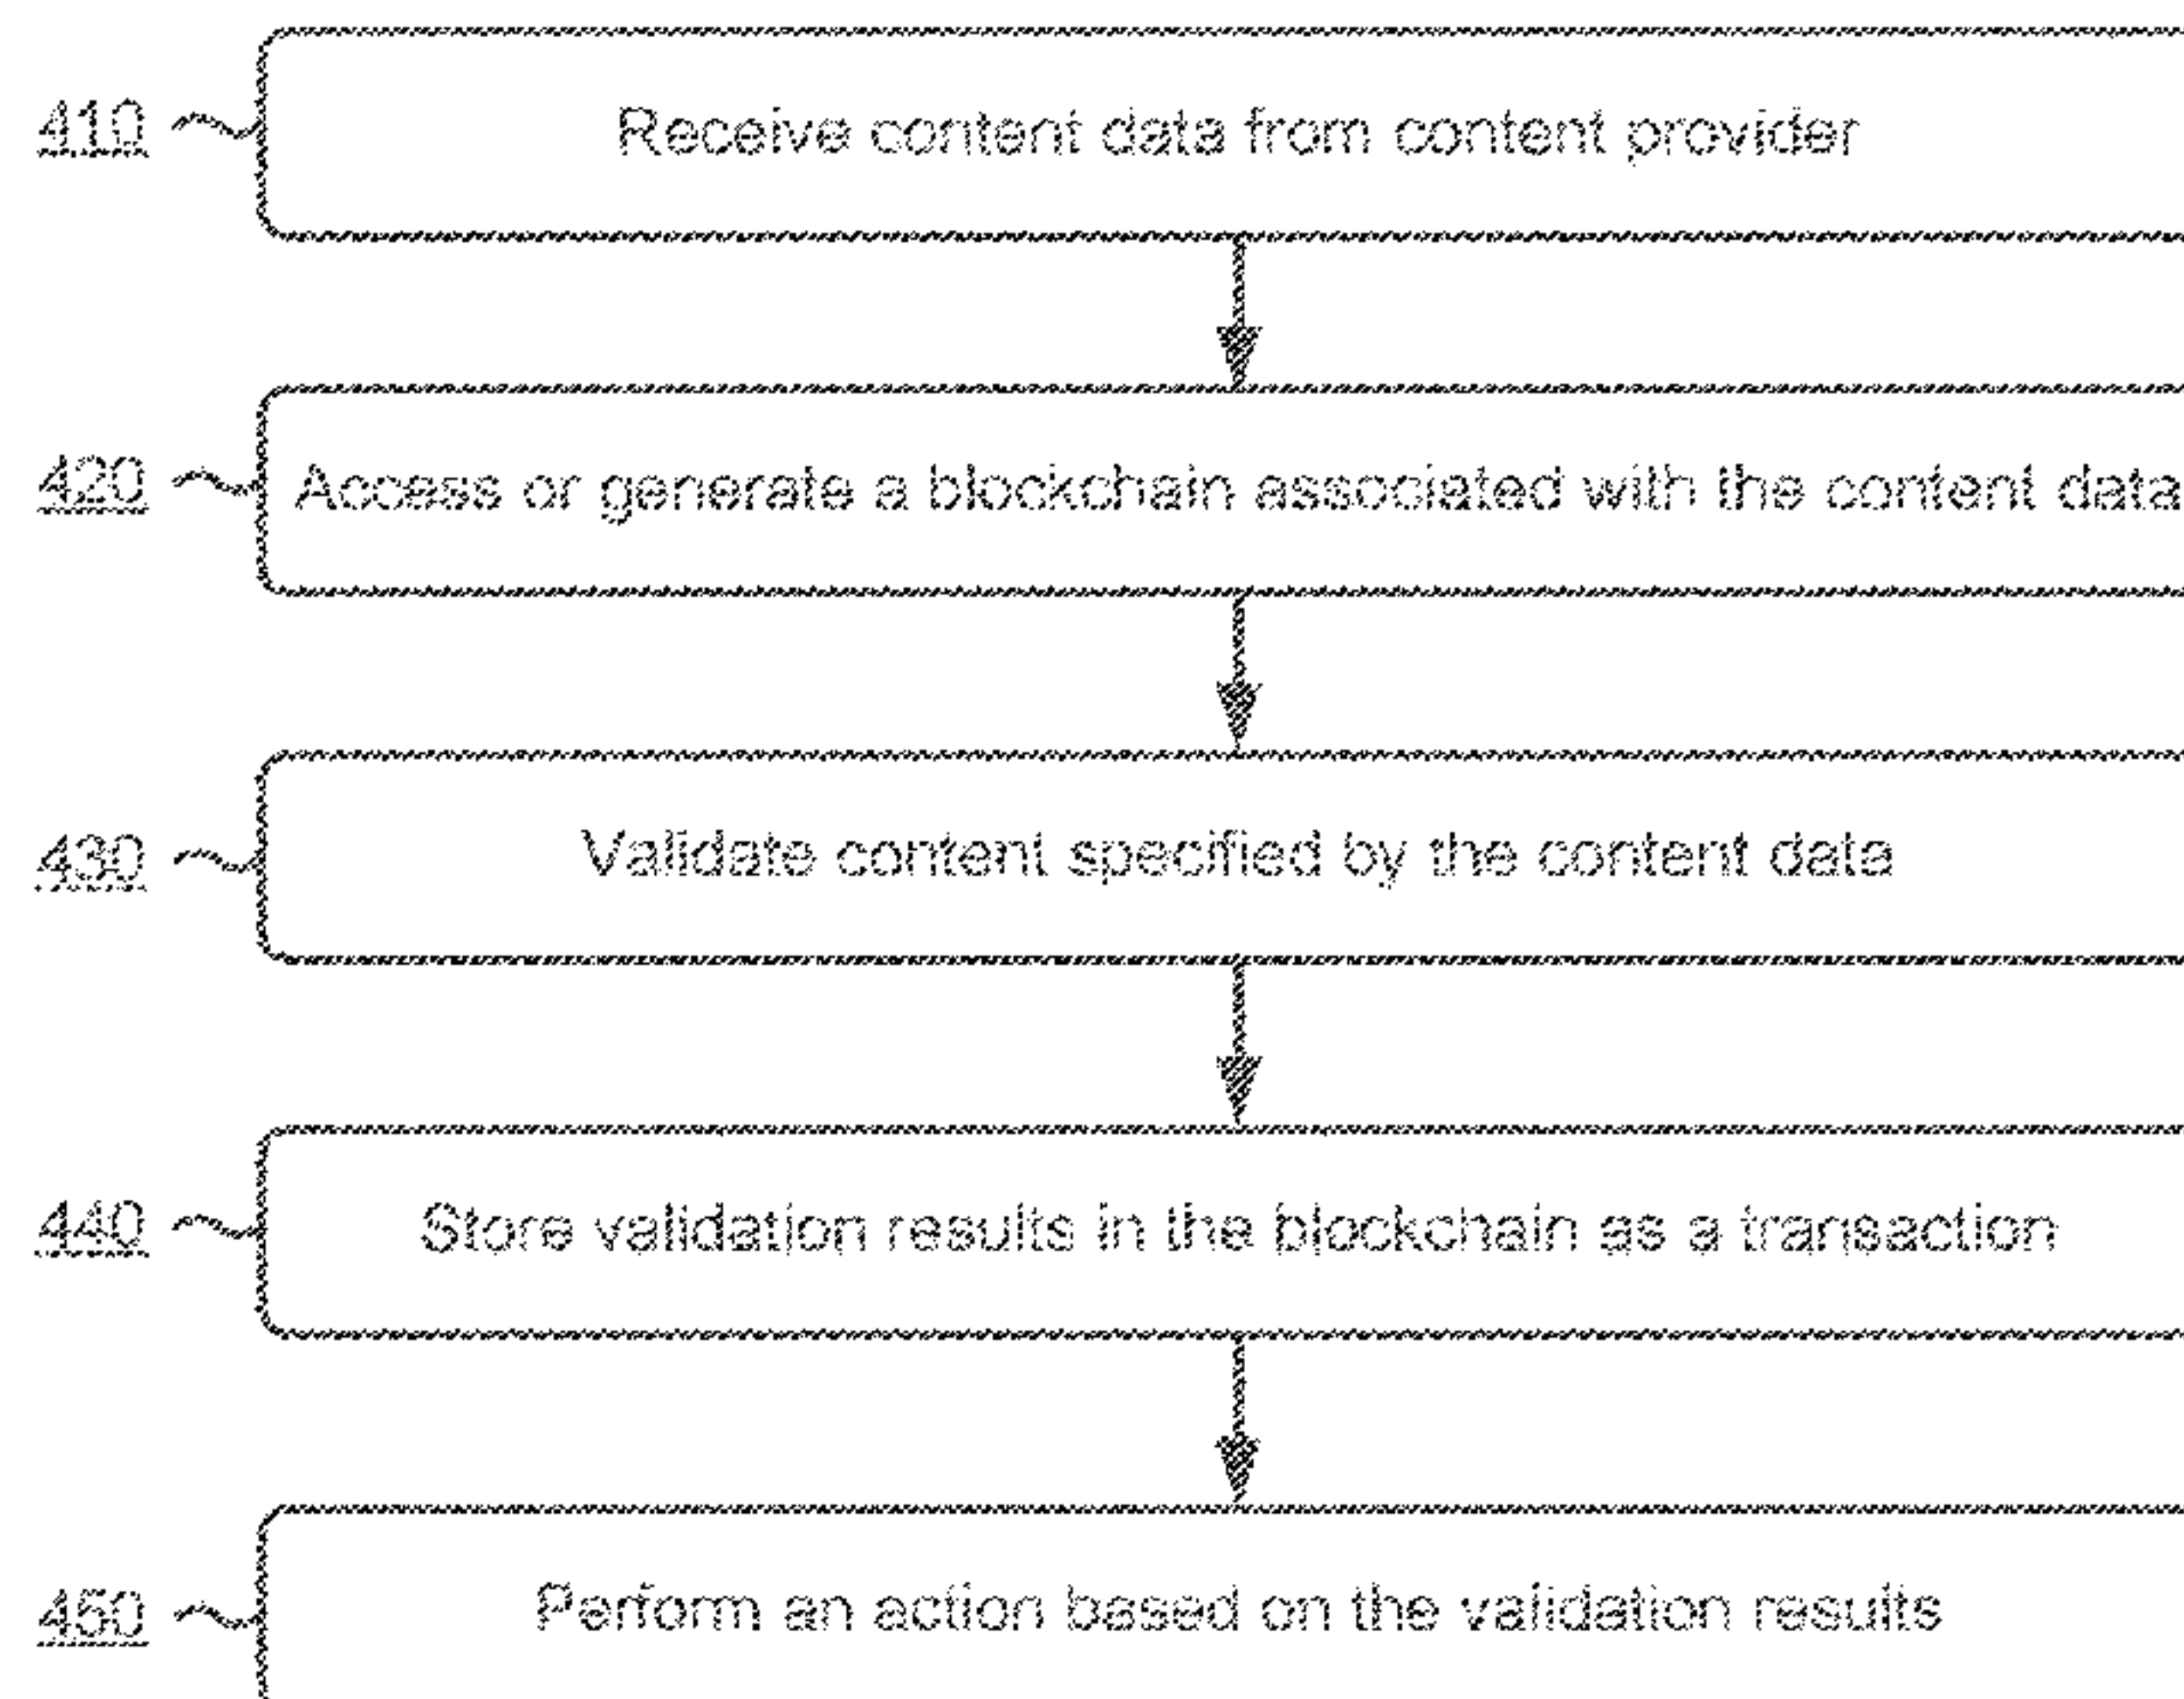 410 Receive content data from content provider
420 Access or generate a blockchain associated with the content data
430 Validate content specified by the content data
440 Store validation results in the blockchain as a transaction
450 Perform an action based on the validation results